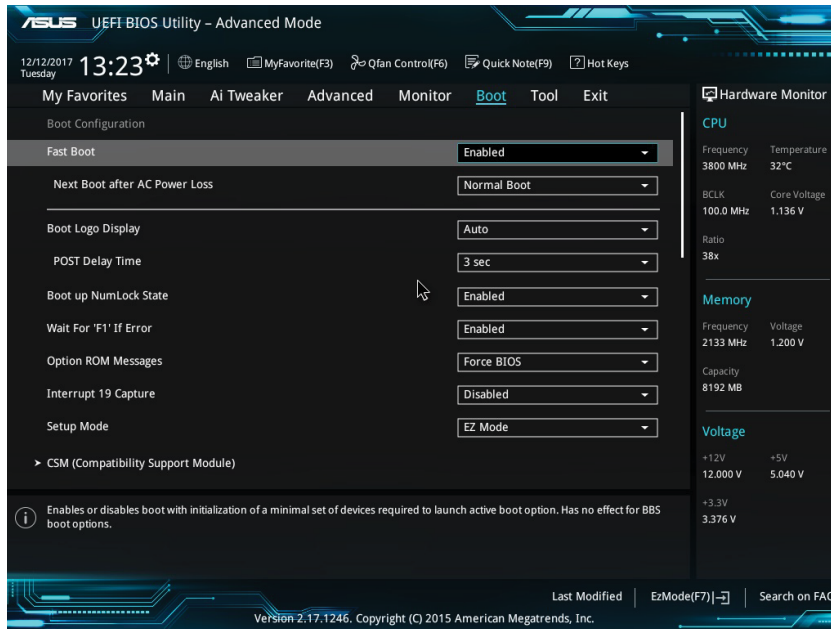 ASUS UEFI BIOS Utility – Advanced Mode
12/12/2017
Tuesday
13:23
English
MyFavorite(F3)
Qfan Control(F6)
Quick Note(F9)
? Hot Keys
My Favorites Main Ai Tweaker Advanced Monitor Boot Tool Exit
Boot Configuration
Fast Boot Enabled
Next Boot after AC Power Loss Normal Boot
Boot Logo Display Auto
POST Delay Time 3 sec
Boot up NumLock State Enabled
Wait For 'F1' If Error Enabled
Option ROM Messages Force BIOS
Interrupt 19 Capture Disabled
Setup Mode EZ Mode
CSM (Compatibility Support Module)
Enables or disables boot with initialization of a minimal set of devices required to launch active boot option. Has no effect for BBS
boot options.
Hardware Monitor
CPU
Frequency Temperature
3800 MHz 32°C
BCLK Core Voltage
100.0 MHz 1.136 V
Ratio
38x
Memory
Frequency Voltage
2133 MHz 1.200 V
Capacity
8192 MB
Voltage
+12V +5V
12.000 V 5.040 V
+3.3V
3.376 V
Last Modified EzMode(F7) Search on FAQ
Version 2.17.1246. Copyright (C) 2015 American Megatrends, Inc.